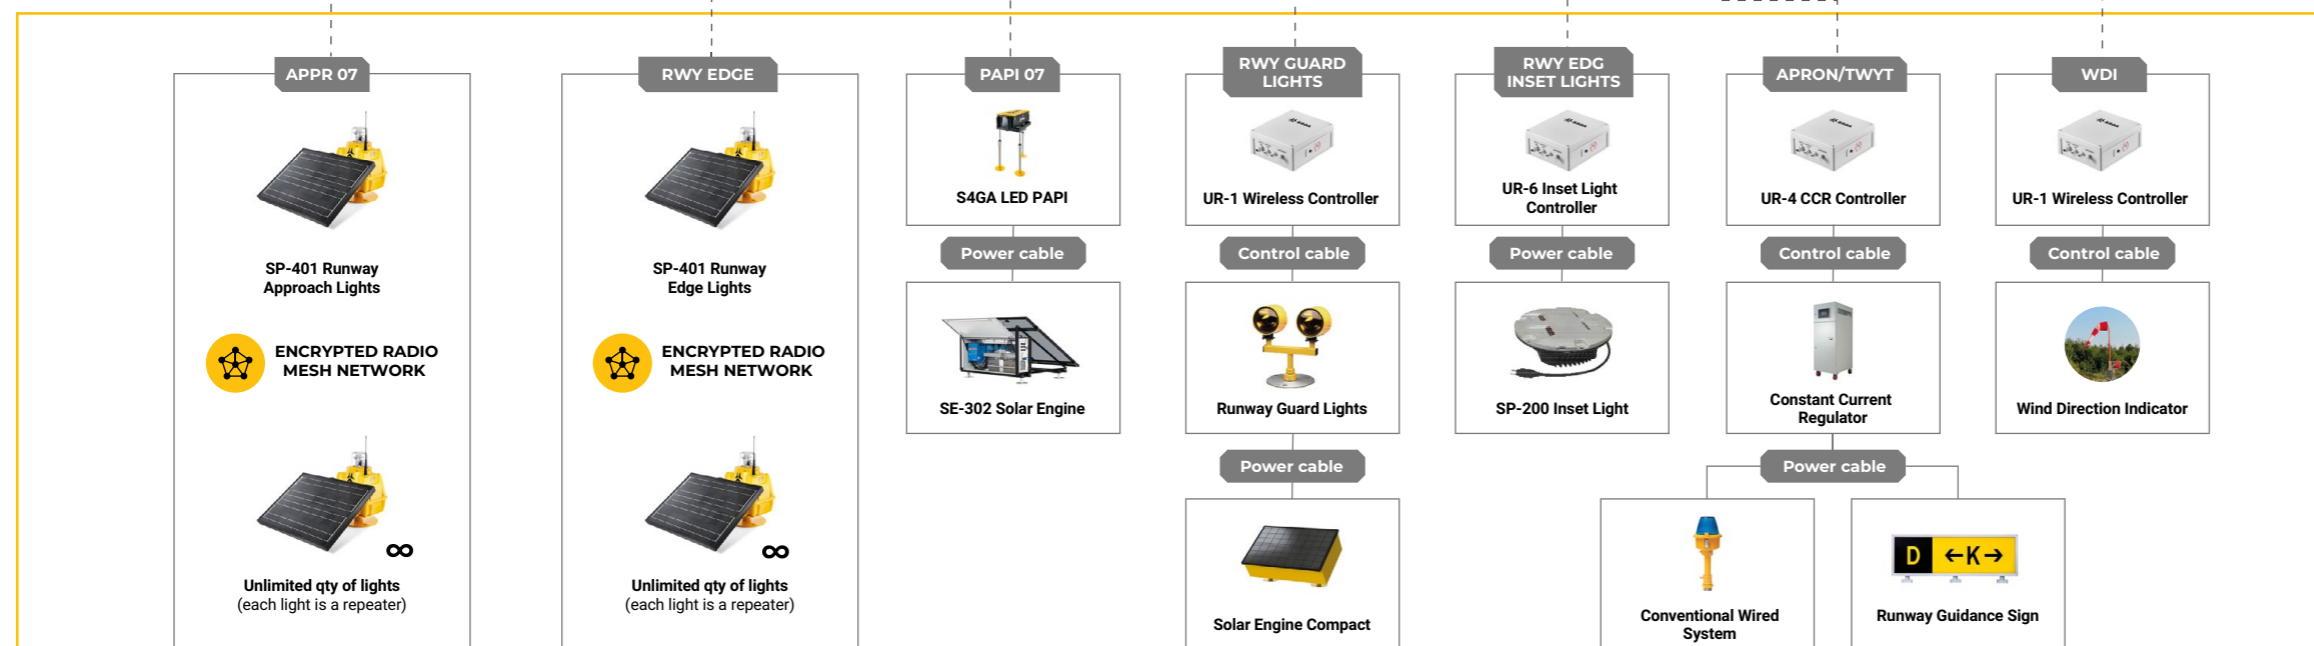 APPR 07
SP-401 Runway
Approach Lights
ENCRYPTED RADIO
MESH NETWORK
∞
Unlimited qty of lights
(each light is a repeater)
RWY EDGE
SP-401 Runway
Edge Lights
ENCRYPTED RADIO
MESH NETWORK
∞
Unlimited qty of lights
(each light is a repeater)
PAPI 07
S4GA LED PAPI
Power cable
SE-302 Solar Engine
RWY GUARD
LIGHTS
UR-1 Wireless Controller
Control cable
Runway Guard Lights
Power cable
Solar Engine Compact
RWY EDG
INSET LIGHTS
UR-6 Inset Light
Controller
Power cable
SP-200 Inset Light
APRON/TWYT
UR-4 CCR Controller
Control cable
Constant Current
Regulator
Power cable
Conventional Wired
System
D ←K→
Runway Guidance Sign
WDI
UR-1 Wireless Controller
Control cable
Wind Direction Indicator